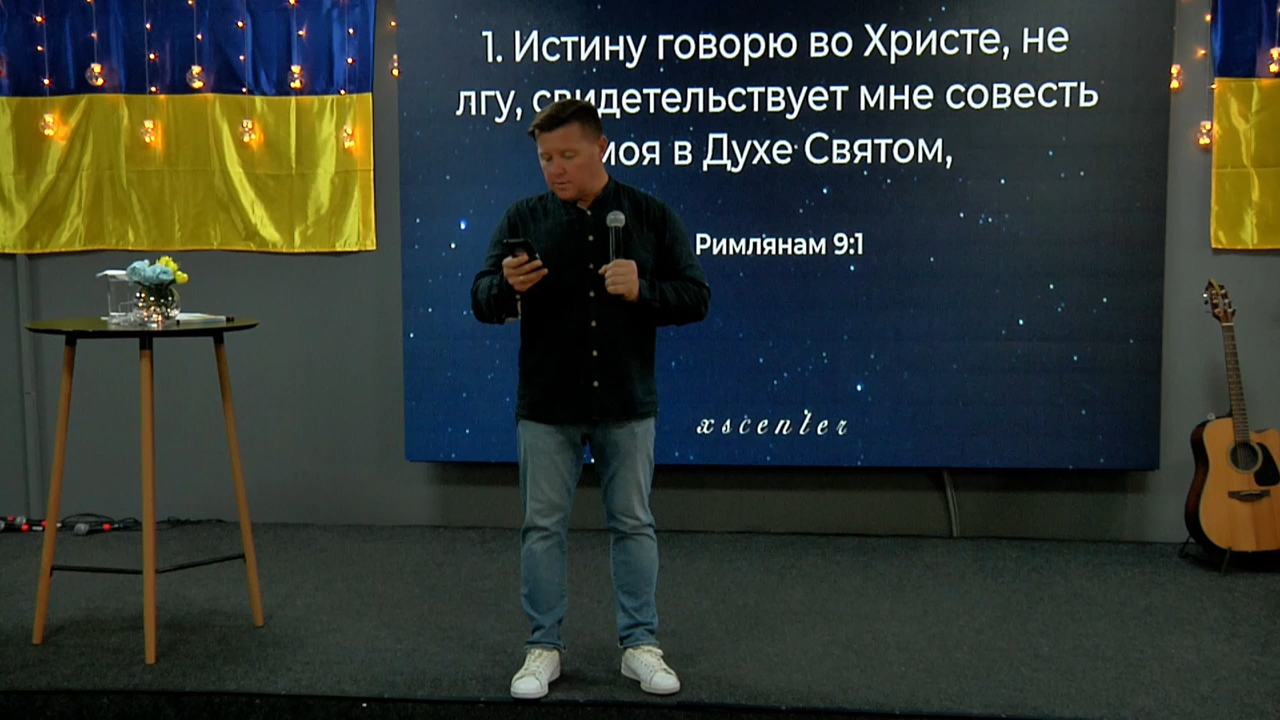 1. Истину говорю во Христе, не
лгу, свидетельствует мне совесть
моя в Духе Святом,
Римлянам 9:1
xscenter